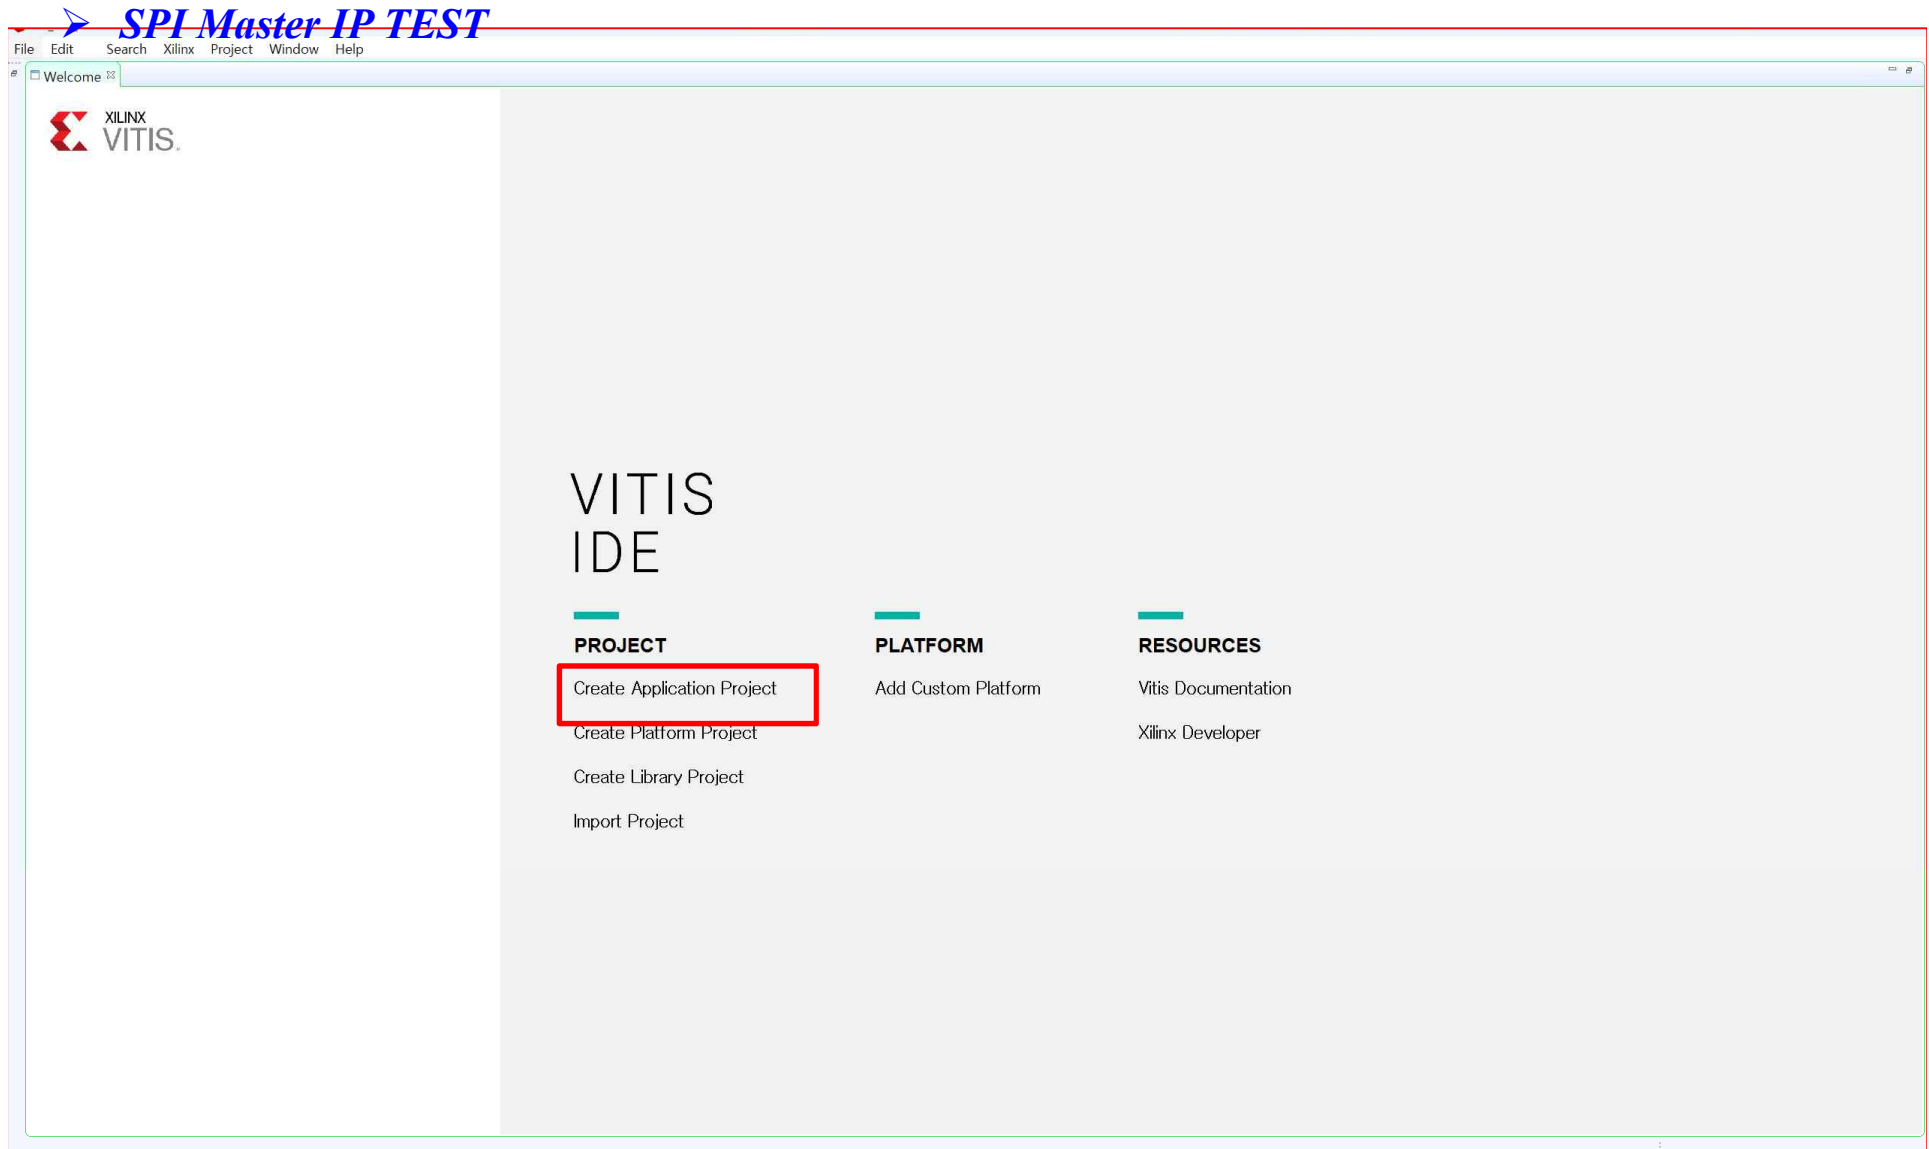 SPI Master IP TEST
File Edit Search Xilinx Project Window Help
Welcome
XILINX
VITIS.
VITIS
IDE
PROJECT PLATFORM RESOURCES
Create Application Project Add Custom Platform Vitis Documentation
Create Platform Project Xilinx Developer
Create Library Project
Import Project